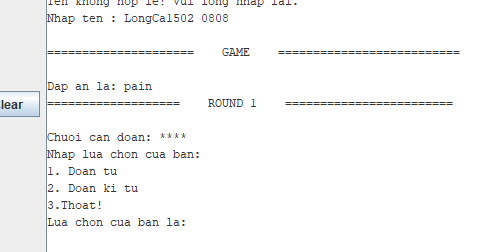 Ten khong hop le! Vui long nhap lai.
Nhap ten : LongCa1502 0808
==================== GAME =========================
Dap an la: pain
=================== ROUND 1 ========================
Chuoi can doan: ****
Nhap lua chon cua ban:
1. Doan tu
2. Doan ki tu
3.Thoat!
Lua chon cua ban la: